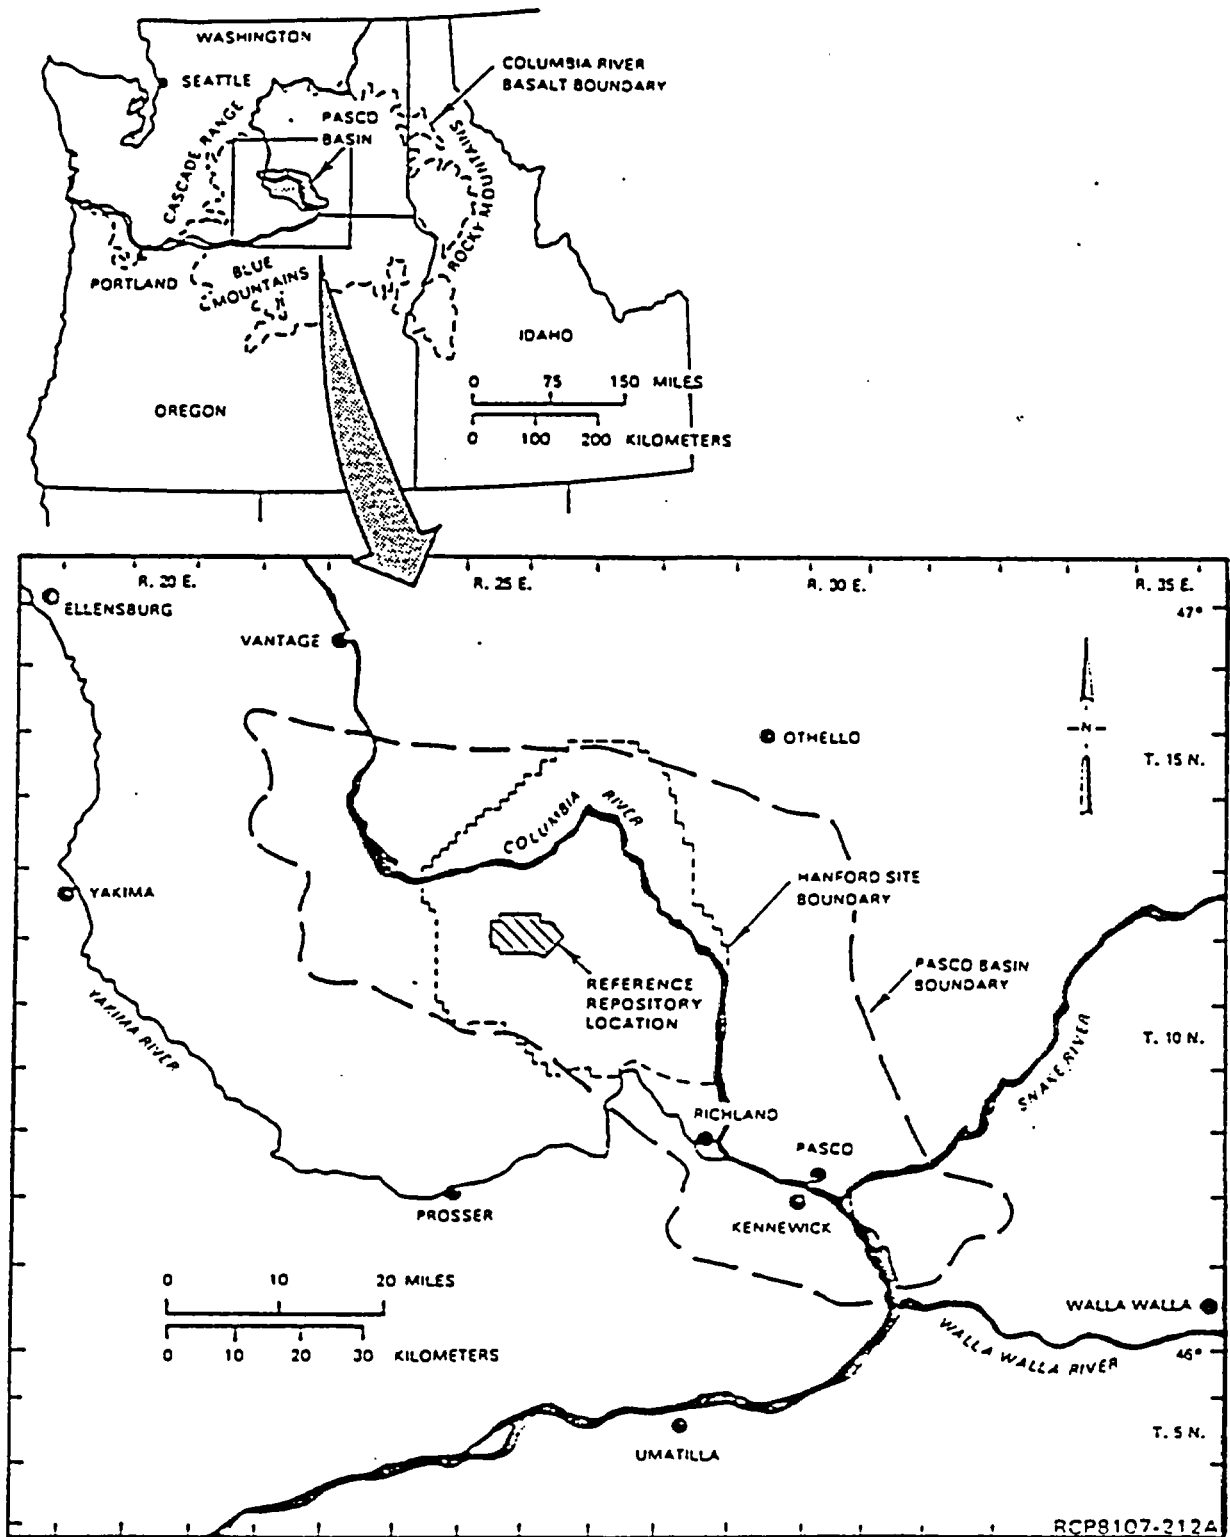 WASHINGTON
SEATTLE
COLUMBIA RIVER
BASALT BOUNDARY
CASCADE RANGE
PASCO
BASIN
ROCKY MOUNTAINS
PORTLAND
BLUE
MOUNTAINS
IDAHO
0 75 150 MILES
0 100 200 KILOMETERS
OREGON
R. 20 E.
R. 25 E.
R. 30 E.
R. 35 E.
ELLENSBURG
47°
VANTAGE
N
OTHELLO
T. 15 N.
COLUMBIA RIVER
YAKIMA
HANFORD SITE
BOUNDARY
REFERENCE
REPOSITORY
LOCATION
PASCO BASIN
BOUNDARY
YAKIMA RIVER
T. 10 N.
SNAKE RIVER
RICHLAND
PASCO
PROSSER
KENNEWICK
0 10 20 MILES
0 10 20 30 KILOMETERS
WALLA WALLA
WALLA WALLA RIVER
46°
UMATILLA
T. 5 N.
RCP8107-212A